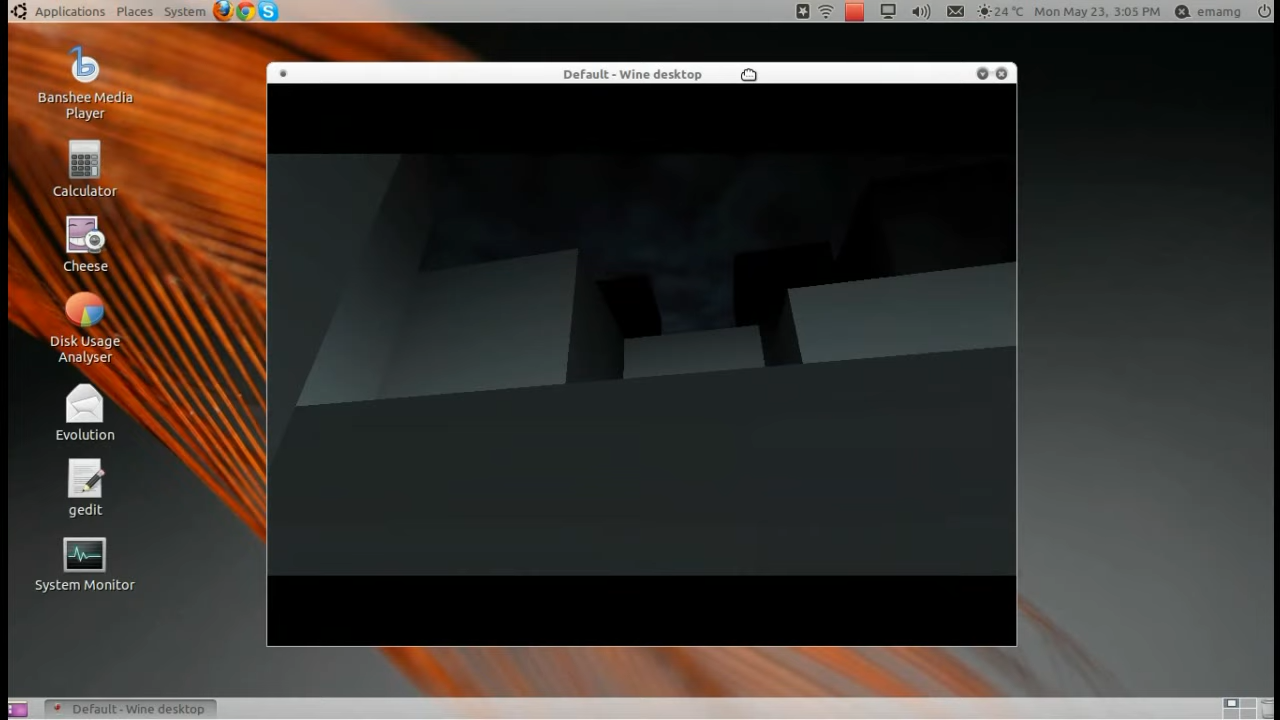 Applications Places System
24 °C Mon May 23, 3:05 PM emamg
Default - Wine desktop
Banshee Media
Player
Calculator
Cheese
Disk Usage
Analyser
Evolution
gedit
System Monitor
Default - Wine desktop